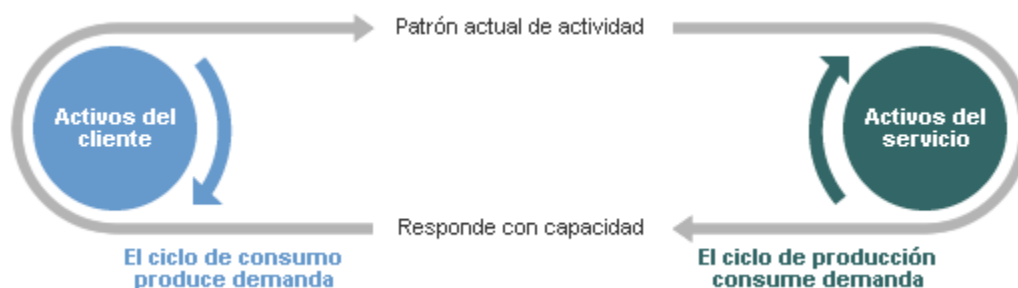 Patrón actual de actividad
Activos del
cliente
Activos del
servicio
Responde con capacidad
El ciclo de consumo
produce demanda
El ciclo de producción
consume demanda